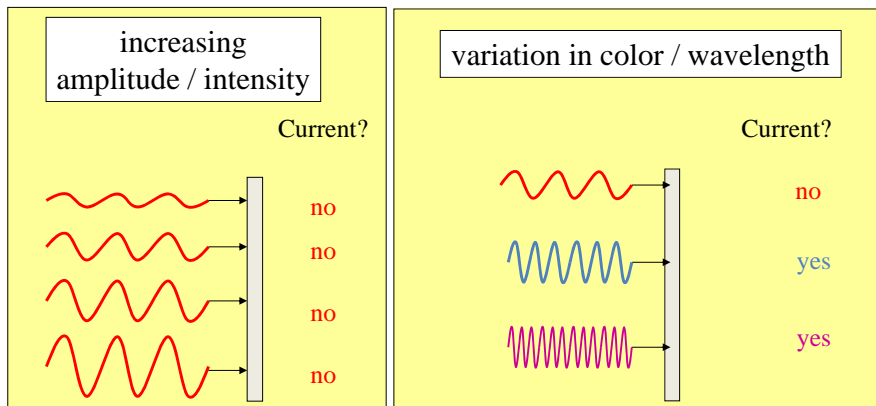 increasing
amplitude / intensity
Current?
no
no
no
no
variation in color / wavelength
Current?
no
yes
yes